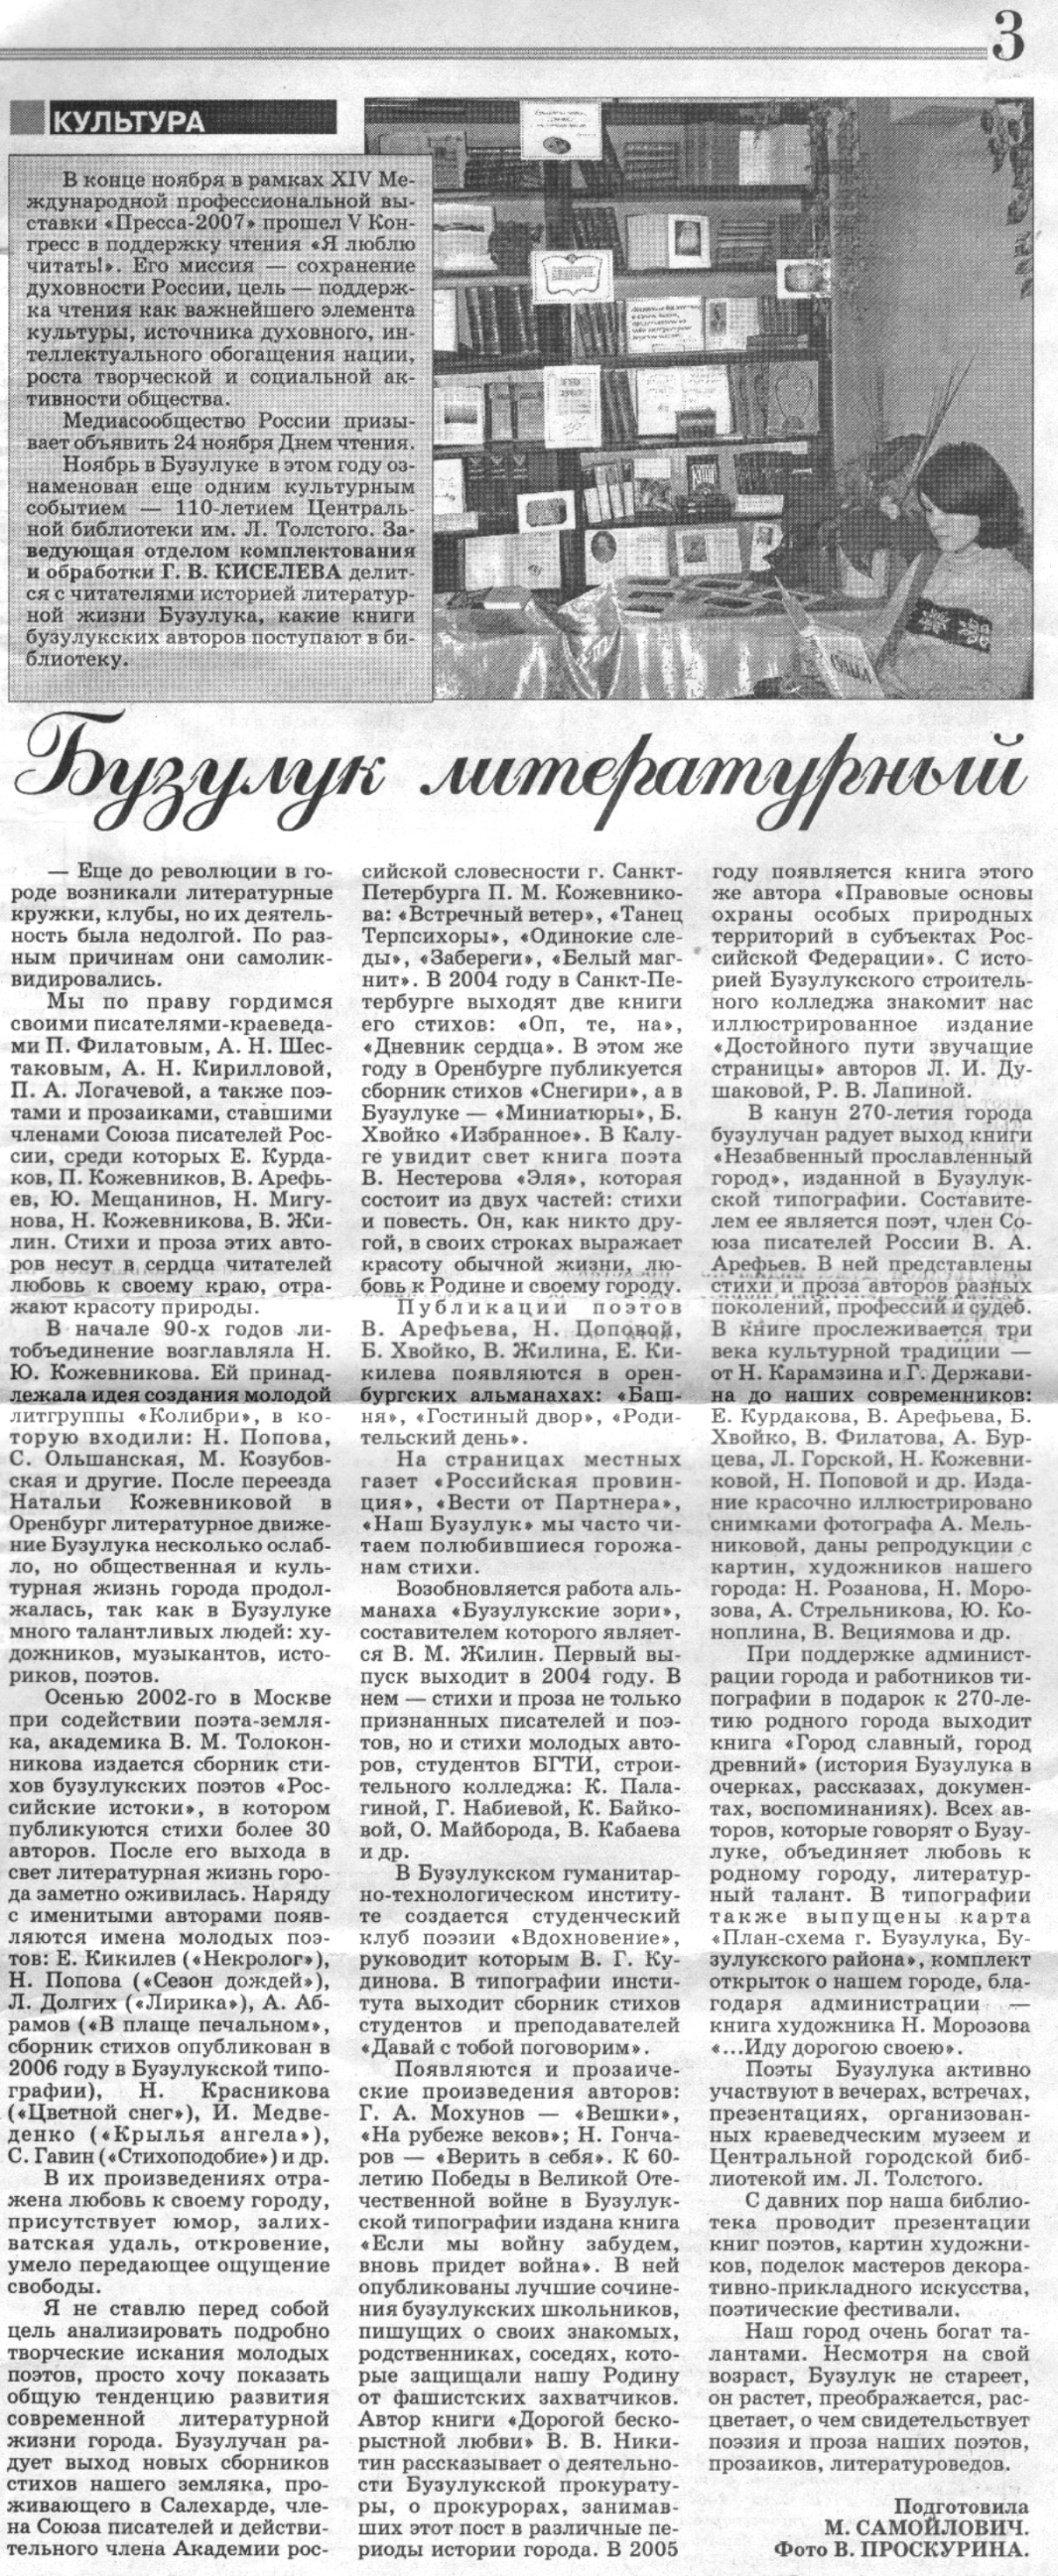 3
КУЛЬТУРА
В конце ноября в рамках XIV Ме-
ждународной профессиональной вы-
ставки «Пресса-2007» прошел V Кон-
гресс в поддержку чтения «Я люблю
читать!». Его миссия — сохранение
духовности России, цель — поддерж-
ка чтения как важнейшего элемента
культуры, источника духовного, ин-
теллектуального обогащения нации,
роста творческой и социальной ак-
тивности общества.
Медиасообщество России призы-
вает объявить 24 ноября Днем чтения.
Ноябрь в Бузулуке в этом году оз-
наменован еще одним культурным
событием — 110-летием Централь-
ной библиотеки им. Л. Толстого. За-
ведующая отделом комплектования
и обработки Г. В. КИСЕЛЕВА делит-
ся с читателями историей литератур-
ной жизни Бузулука, какие книги
бузулукских авторов поступают в би-
блиотеку.
Бузулук литературный
— Еще до революции в го-
роде возникали литературные
кружки, клубы, но их деятель-
ность была недолгой. По раз-
ным причинам они самолик-
видировались.
Мы по праву гордимся
своими писателями-краеведа-
ми П. Филатовым, А. Н. Шес-
таковым, А. Н. Кирилловой,
П. А. Логачевой, а также поэ-
тами и прозаиками, ставшими
членами Союза писателей Рос-
сии, среди которых Е. Курда-
ков, П. Кожевников, В. Арефь-
ев, Ю. Мещанинов, Н. Мигу-
нова, Н. Кожевникова, В. Жи-
лин. Стихи и проза этих авто-
ров несут в сердца читателей
любовь к своему краю, отра-
жают красоту природы.
В начале 90-х годов ли-
тобъединение возглавляла Н.
Ю. Кожевникова. Ей принад-
лежала идея создания молодой
литгруппы «Колибри», в ко-
торую входили: Н. Попова,
С. Ольшанская, М. Козубов-
ская и другие. После переезда
Натальи Кожевниковой в
Оренбург литературное движе-
ние Бузулука несколько ослаб-
ло, но общественная и куль-
турная жизнь города продол-
жалась, так как в Бузулуке
много талантливых людей: ху-
дожников, музыкантов, исто-
риков, поэтов.
Осенью 2002-го в Москве
при содействии поэта-земля-
ка, академика В. М. Толокон-
никова издается сборник сти-
хов бузулукских поэтов «Рос-
сийские истоки», в котором
публикуются стихи более 30
авторов. После его выхода в
свет литературная жизнь горо-
да заметно оживилась. Наряду
с именитыми авторами появ-
ляются имена молодых поэ-
тов: Е. Кикилев («Некролог»),
Н. Попова («Сезон дождей»),
Л. Долгих («Лирика»), А. Аб-
рамов («В плаще печальном»,
сборник стихов опубликован в
2006 году в Бузулукской типо-
графии), Н. Красникова
(«Цветной снег»), И. Медве-
денко («Крылья ангела»),
С. Гавин («Стихоподобие») и др.
В их произведениях отра-
жена любовь к своему городу,
присутствует юмор, залих-
ватская удаль, откровение,
умело передающее ощущение
свободы.
Я не ставлю перед собой
цель анализировать подробно
творческие искания молодых
поэтов, просто хочу показать
общую тенденцию развития
современной литературной
жизни города. Бузулучан ра-
дует выход новых сборников
стихов нашего земляка, про-
живающего в Салехарде, чле-
на Союза писателей и действи-
тельного члена Академии рос-
сийской словесности г. Санкт-
Петербурга П. М. Кожевнико-
ва: «Встречный ветер», «Танец
Терпсихоры», «Одинокие сле-
ды», «Забереги», «Белый маг-
нит». В 2004 году в Санкт-Пе-
тербурге выходят две книги
его стихов: «Оп, те, на»,
«Дневник сердца». В этом же
году в Оренбурге публикуется
сборник стихов «Снегири», а в
Бузулуке — «Миниатюры», Б.
Хвойко «Избранное». В Калу-
ге увидит свет книга поэта
В. Нестерова «Эля», которая
состоит из двух частей: стихи
и повесть. Он, как никто дру-
гой, в своих строках выражает
красоту обычной жизни, лю-
бовь к Родине и своему городу.
Публикации поэтов
В. Арефьева, Н. Поповой,
Б. Хвойко, В. Жилина, Е. Ки-
килева появляются в орен-
бургских альманахах: «Баш-
ня», «Гостиный двор», «Роди-
тельский день».
На страницах местных
газет «Российская провин-
ция», «Вести от Партнера»,
«Наш Бузулук» мы часто чи-
таем полюбившиеся горожа-
нам стихи.
Возобновляется работа аль-
манаха «Бузулукские зори»,
составителем которого являет-
ся В. М. Жилин. Первый вы-
пуск выходит в 2004 году. В
нем — стихи и проза не только
признанных писателей и поэ-
тов, но и стихи молодых авто-
ров, студентов БГТИ, строи-
тельного колледжа: К. Пала-
гиной, Г. Набиевой, К. Байко-
вой, О. Майборода, В. Кабаева
и др.
В Бузулукском гуманитар-
но-технологическом институ-
те создается студенческий
клуб поэзии «Вдохновение»,
руководит которым В. Г. Ку-
динова. В типографии инсти-
тута выходит сборник стихов
студентов и преподавателей
«Давай с тобой поговорим».
Появляются и прозаиче-
ские произведения авторов:
Г. А. Мохунов — «Вешки»,
«На рубеже веков»; Н. Гонча-
ров — «Верить в себя». К 60-
летию Победы в Великой Оте-
чественной войне в Бузулук-
ской типографии издана книга
«Если мы войну забудем,
вновь придет война». В ней
опубликованы лучшие сочине-
ния бузулукских школьников,
пишущих о своих знакомых,
родственниках, соседях, кото-
рые защищали нашу Родину
от фашистских захватчиков.
Автор книги «Дорогой беско-
рыстной любви» В. В. Ники-
тин рассказывает о деятельно-
сти Бузулукской прокурату-
ры, о прокурорах, занимав-
ших этот пост в различные пе-
риоды истории города. В 2005
году появляется книга этого
же автора «Правовые основы
охраны особых природных
территорий в субъектах Рос-
сийской Федерации». С исто-
рией Бузулукского строитель-
ного колледжа знакомит нас
иллюстрированное издание
«Достойного пути звучащие
страницы» авторов Л. И. Ду-
шаковой, Р. В. Лапиной.
В канун 270-летия города
бузулучан радует выход книги
«Незабвенный прославленный
город», изданной в Бузулук-
ской типографии. Составите-
лем ее является поэт, член Со-
юза писателей России В. А.
Арефьев. В ней представлены
стихи и проза авторов разных
поколений, профессий и судеб.
В книге прослеживается три
века культурной традиции —
от Н. Карамзина и Г. Держави-
на до наших современников:
Е. Курдакова, В. Арефьева, Б.
Хвойко, В. Филатова, А. Бур-
цева, Л. Горской, Н. Кожевни-
ковой, Н. Поповой и др. Изда-
ние красочно иллюстрировано
снимками фотографа А. Мель-
никовой, даны репродукции с
картин, художников нашего
города: Н. Розанова, Н. Моро-
зова, А. Стрельникова, Ю. Ко-
ноплина, В. Вециямова и др.
При поддержке админист-
рации города и работников ти-
пографии в подарок к 270-ле-
тию родного города выходит
книга «Город славный, город
древний» (история Бузулука в
очерках, рассказах, докумен-
тах, воспоминаниях). Всех ав-
торов, которые говорят о Бузу-
луке, объединяет любовь к
родному городу, литератур-
ный талант. В типографии
также выпущены карта
«План-схема г. Бузулука, Бу-
зулукского района», комплект
открыток о нашем городе, бла-
годаря администрации —
книга художника Н. Морозова
«...Иду дорогою своею».
Поэты Бузулука активно
участвуют в вечерах, встречах,
презентациях, организован-
ных краеведческим музеем и
Центральной городской биб-
лиотекой им. Л. Толстого.
С давних пор наша библио-
тека проводит презентации
книг поэтов, картин художни-
ков, поделок мастеров декора-
тивно-прикладного искусства,
поэтические фестивали.
Наш город очень богат та-
лантами. Несмотря на свой
возраст, Бузулук не стареет,
он растет, преображается, рас-
цветает, о чем свидетельствует
поэзия и проза наших поэтов,
прозаиков, литературоведов.
Подготовила
М. САМОЙЛОВИЧ.
Фото В. ПРОСКУРИНА.